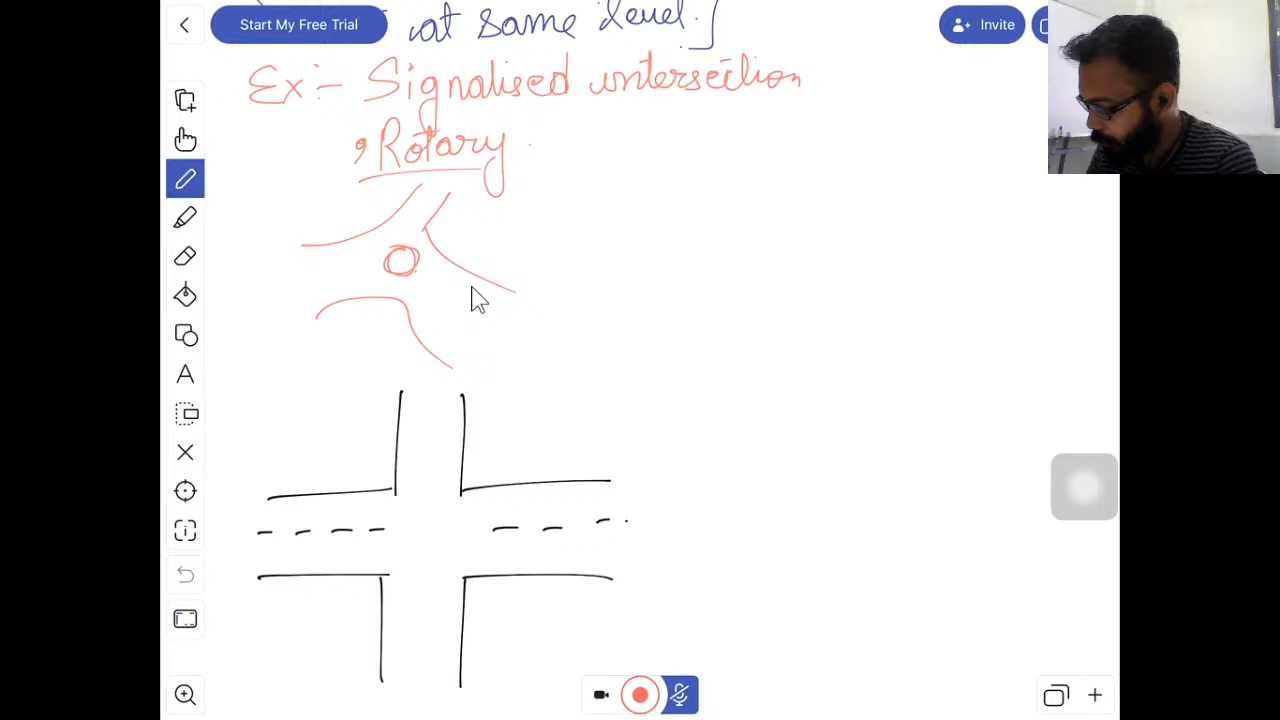 Start My Free Trial
at same level.]
Invite
Ex:- Signalised intersection
, Rotary.
A